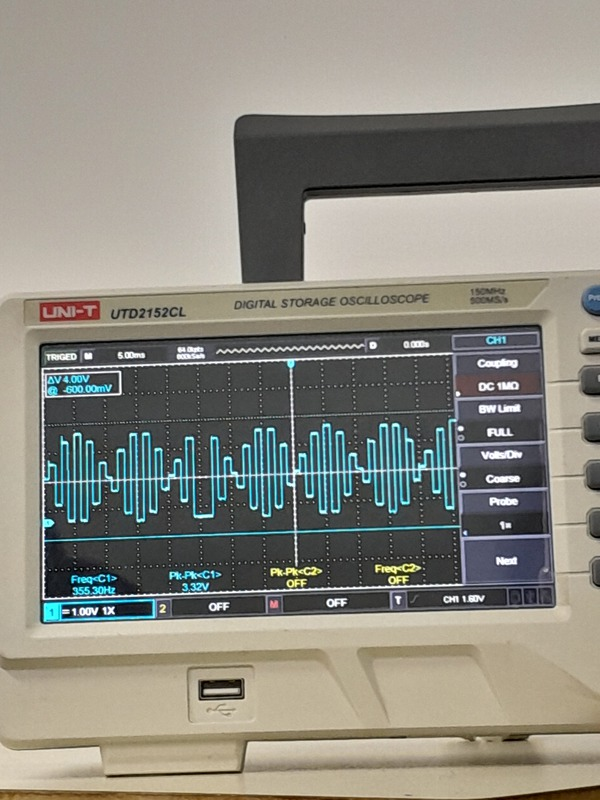 UNI-T UTD2152CL DIGITAL STORAGE OSCILLOSCOPE 150MHz
500MS/s
TRIGED M 5.00ms 64.0kpts D 0.000s CH1
ΔV 4.00V
@ -600.00mV
Coupling
DC 1MΩ
BW Limit
FULL
Volts/Div
Coarse
Probe
Next
1
Freq<C1> Pk-Pk<C1> Pk-Pk<C2> Freq<C2>
355.30Hz 3.32V OFF OFF
1 1.00V 1X 2 OFF M OFF T CH1 1.60V